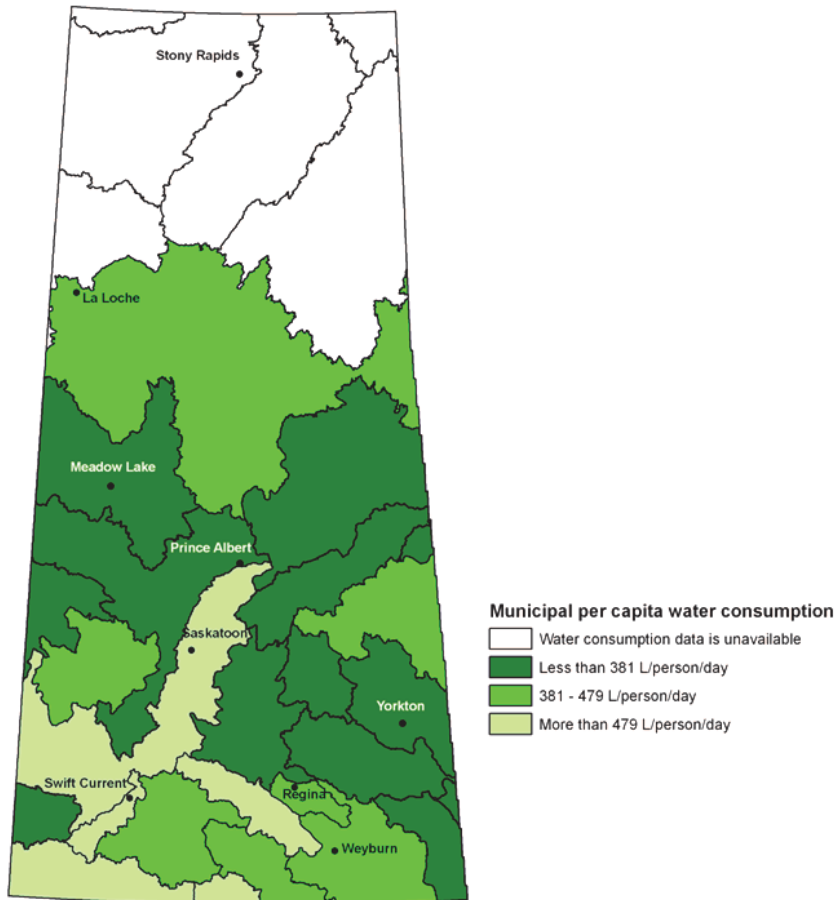 Stony Rapids
La Loche
Meadow Lake
Prince Albert
Saskatoon
Yorkton
Swift Current
Regina
Weyburn
Municipal per capita water consumption
Water consumption data is unavailable
Less than 381 L/person/day
381 - 479 L/person/day
More than 479 L/person/day